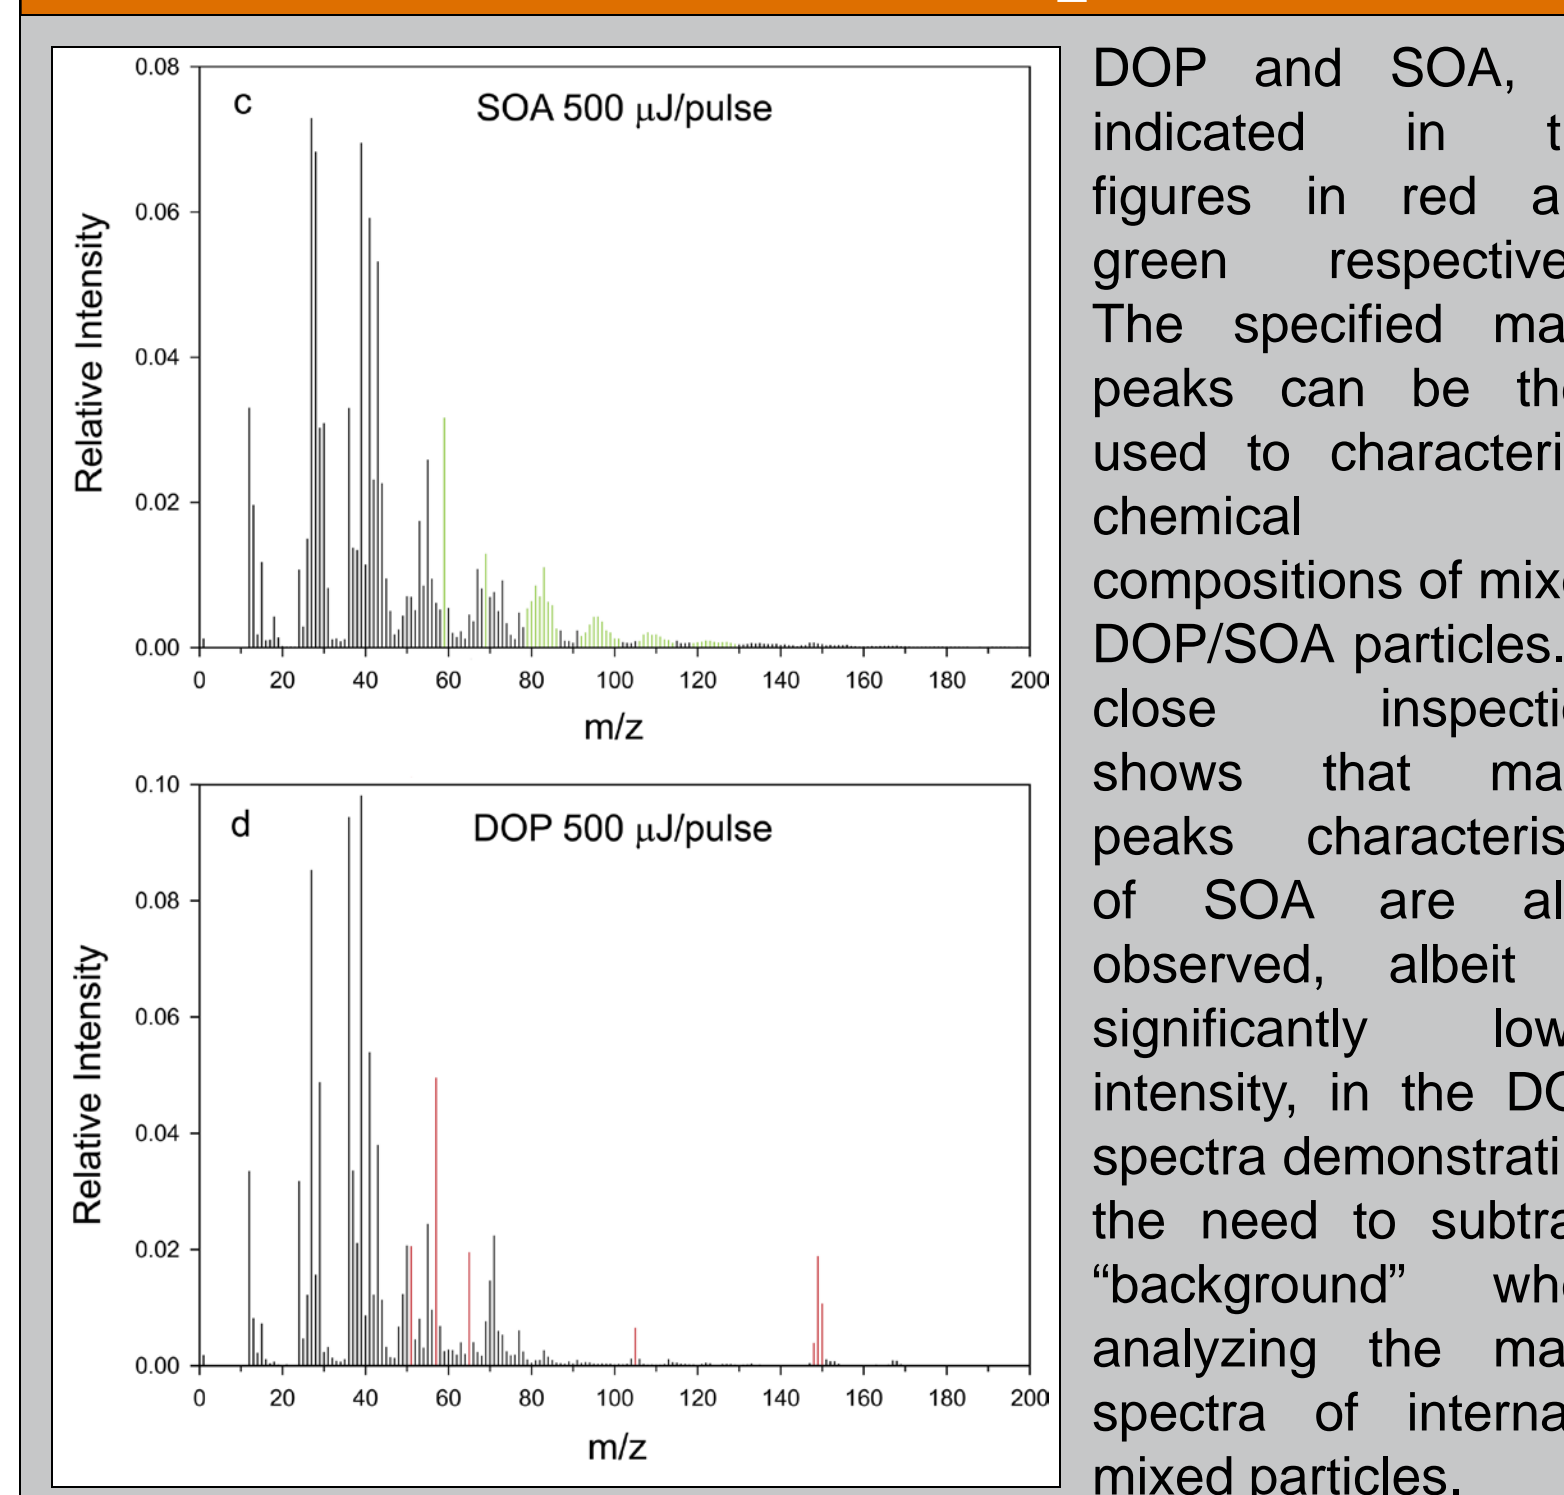 0.08
c
SOA 500 μJ/pulse
0.06
0.04
0.02
0.00
Relative Intensity
0 20 40 60 80 100 120 140 160 180 200
m/z
0.10
d
DOP 500 μJ/pulse
0.08
0.06
0.04
0.02
0.00
Relative Intensity
0 20 40 60 80 100 120 140 160 180 200
m/z
DOP and SOA,
indicated in
figures in red
green
The specified
peaks can be
used to
chemical
compositions of
DOP/SOA particles.
close
shows that
peaks
of SOA are
observed, albeit
significantly
intensity, in the
spectra
the need to
“background”
analyzing the
spectra of
mixed particles.